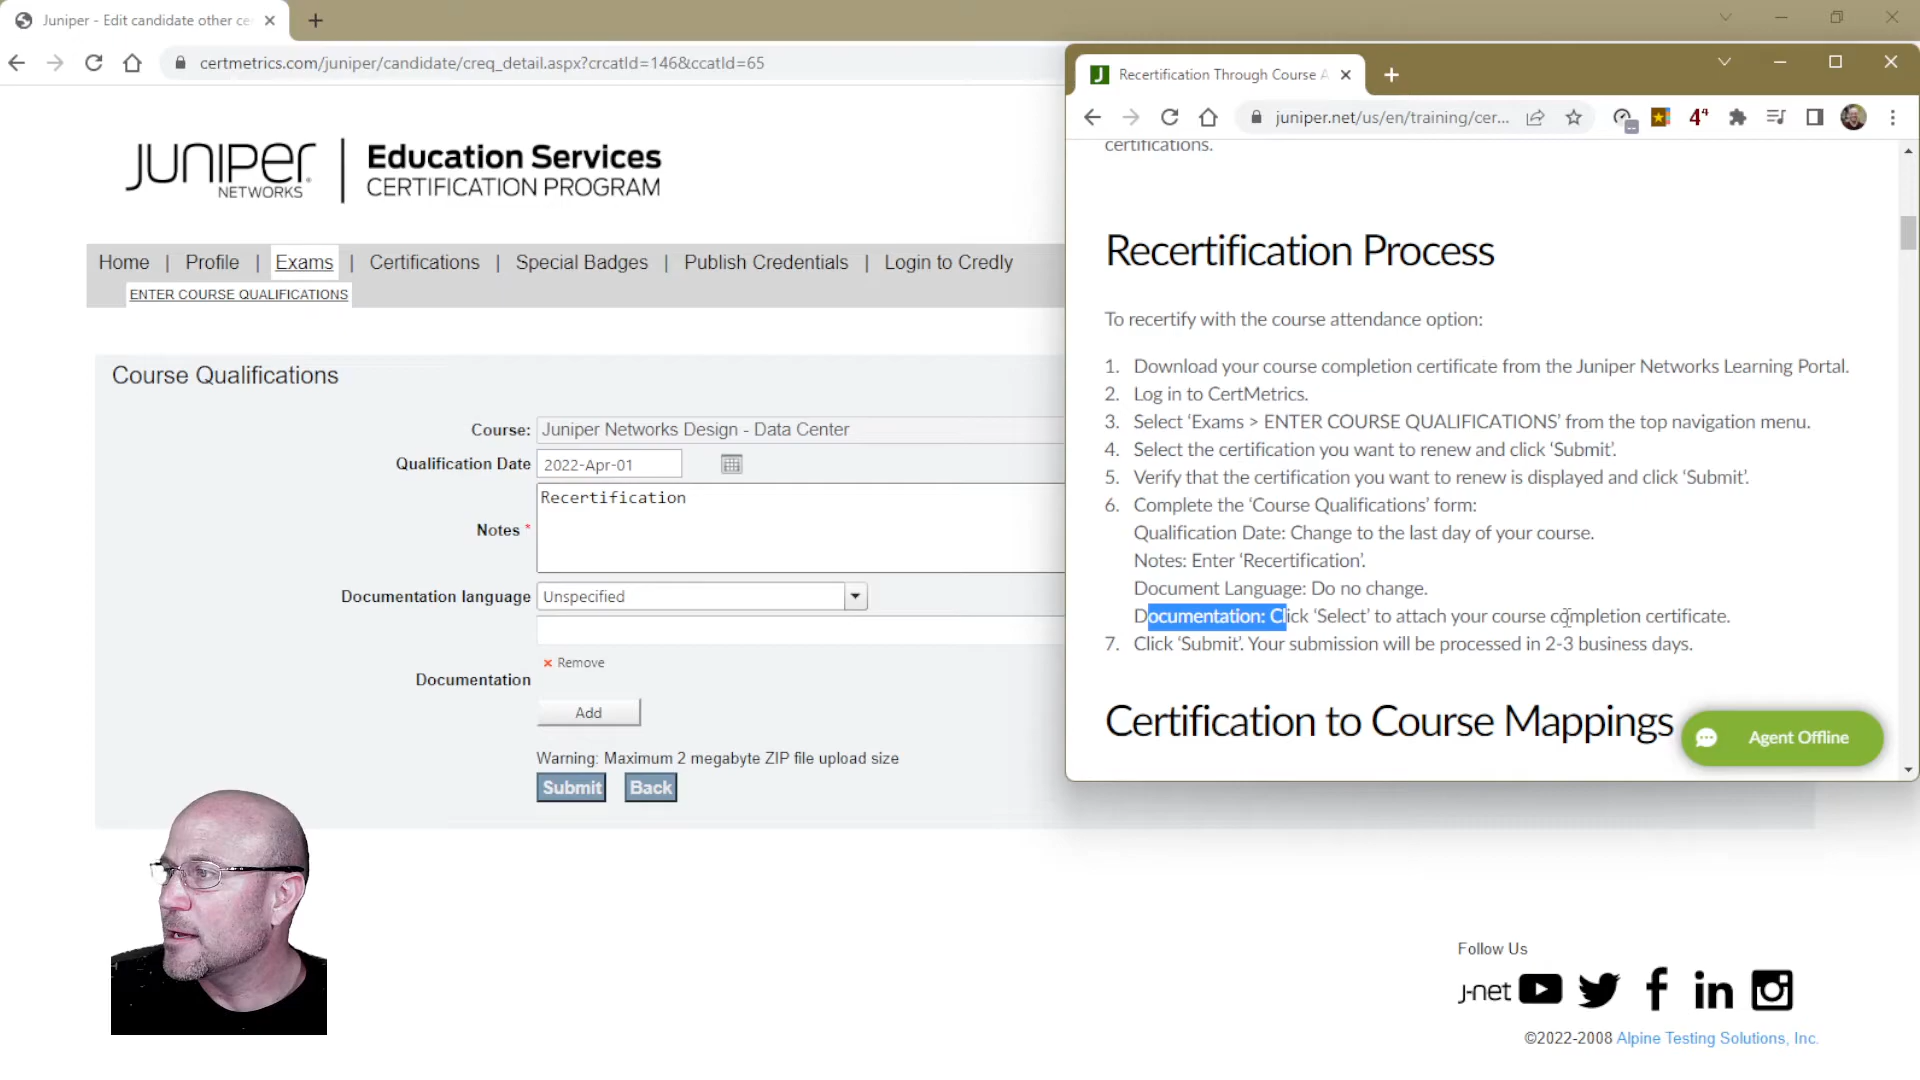 Juniper - Edit candidate other ce
certmetrics.com/juniper/candidate/creq_detail.aspx?crcatId=146&ccatId=65
JUNIPEr NETWORKS
Education Services
CERTIFICATION PROGRAM
Home | Profile | Exams | Certifications | Special Badges | Publish Credentials | Login to Credly
ENTER COURSE QUALIFICATIONS
Course Qualifications
Course: Juniper Networks Design - Data Center
Qualification Date 2022-Apr-01
Recertification
Notes *
Documentation language Unspecified
× Remove
Documentation
Add
Warning: Maximum 2 megabyte ZIP file upload size
Submit Back
Recertification Through Course A
juniper.net/us/en/training/cer...
certifications.
Recertification Process
To recertify with the course attendance option:
1. Download your course completion certificate from the Juniper Networks Learning Portal.
2. Log in to CertMetrics.
3. Select ‘Exams > ENTER COURSE QUALIFICATIONS’ from the top navigation menu.
4. Select the certification you want to renew and click ‘Submit’.
5. Verify that the certification you want to renew is displayed and click ‘Submit’.
6. Complete the ‘Course Qualifications’ form:
Qualification Date: Change to the last day of your course.
Notes: Enter ‘Recertification’.
Document Language: Do no change.
Documentation: Click ‘Select’ to attach your course completion certificate.
7. Click ‘Submit’. Your submission will be processed in 2-3 business days.
Certification to Course Mappings
Agent Offline
Follow Us
J-net
©2022-2008 Alpine Testing Solutions, Inc.